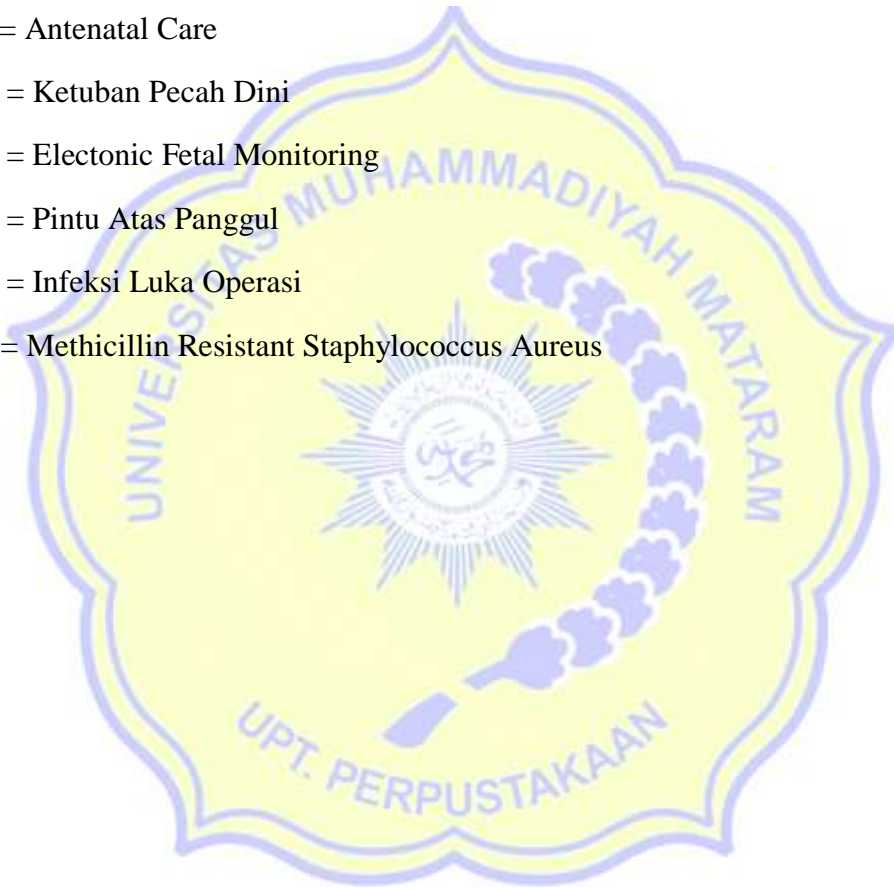 = Antenatal Care
= Ketuban Pecah Dini
= Electonic Fetal Monitoring
= Pintu Atas Panggul
= Infeksi Luka Operasi
= Methicillin Resistant Staphylococcus Aureus
UNIVERSITAS MUHAMMADIYAH MATARAM
UPT. PERPUSTAKAAN